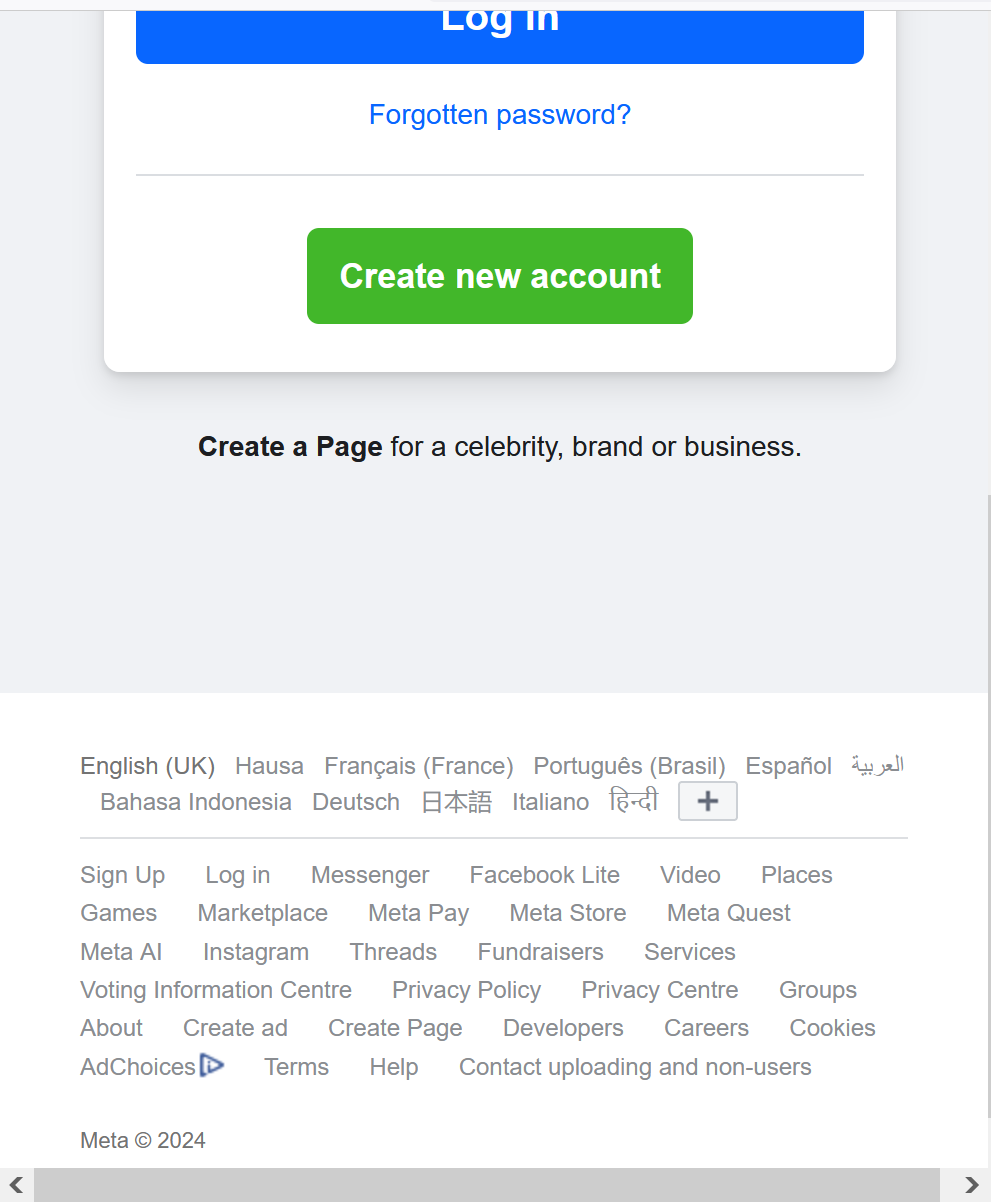 Log in
Forgotten password?
Create new account
Create a Page for a celebrity, brand or business.
English (UK) Hausa Français (France) Português (Brasil) Español العربية
Bahasa Indonesia Deutsch 日本語 Italiano हिन्दी
Sign Up Log in Messenger Facebook Lite Video Places
Games Marketplace Meta Pay Meta Store Meta Quest
Meta AI Instagram Threads Fundraisers Services
Voting Information Centre Privacy Policy Privacy Centre Groups
About Create ad Create Page Developers Careers Cookies
AdChoices Terms Help Contact uploading and non-users
Meta © 2024